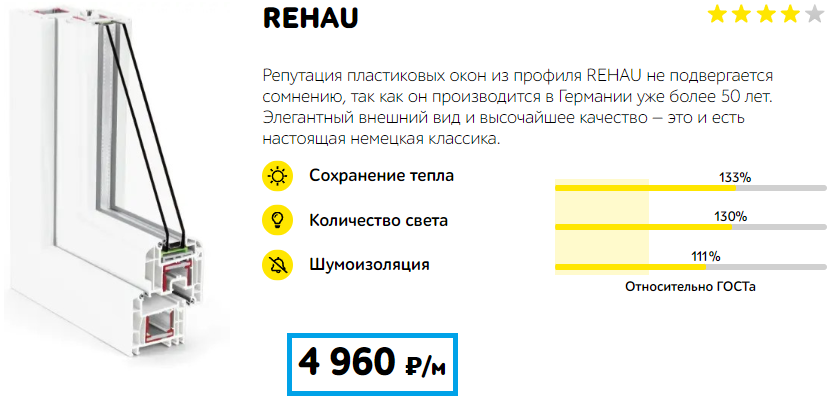 REHAU
Репутация пластиковых окон из профиля REHAU не подвергается
сомнению, так как он производится в Германии уже более 50 лет.
Элегантный внешний вид и высочайшее качество – это и есть
настоящая немецкая классика.
Сохранение тепла
133%
Количество света
130%
Шумоизоляция
111%
Относительно ГОСТа
4 960 ₽/м